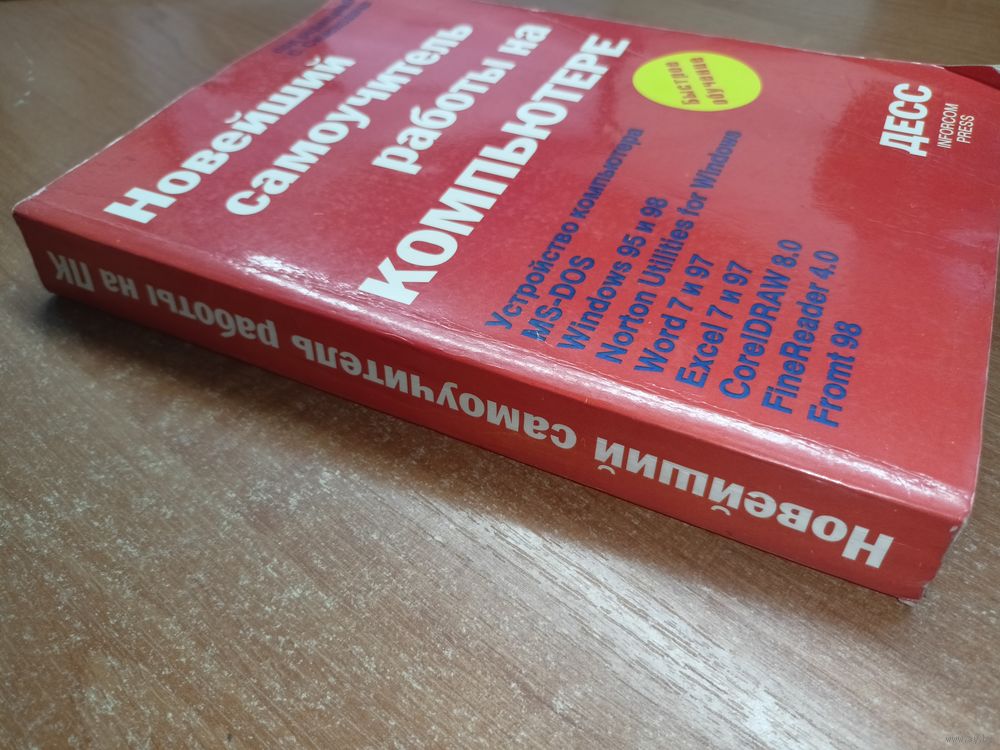 Новейший
самоучитель
работы на
КОМПЬЮТЕРЕ
быстрое
обучение
Устройство компьютера
MS-DOS
Windows 95 и 98
Norton Utilities for Windows
Word 7 и 97
Excel 7 и 97
CorelDRAW 8.0
FineReader 4.0
Fromt 98
ДЕСС
INFORCOM
PRESS
Новейший самоучитель работы на ПК